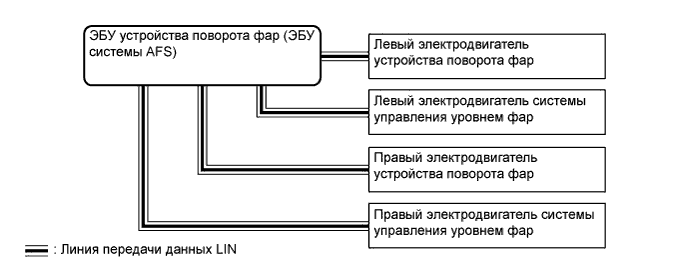 ЭБУ устройства поворота фар (ЭБУ
системы AFS)
Левый электродвигатель
устройства поворота фар
Левый электродвигатель системы
управления уровнем фар
Правый электродвигатель
устройства поворота фар
Правый электродвигатель системы
управления уровнем фар
: Линия передачи данных LIN